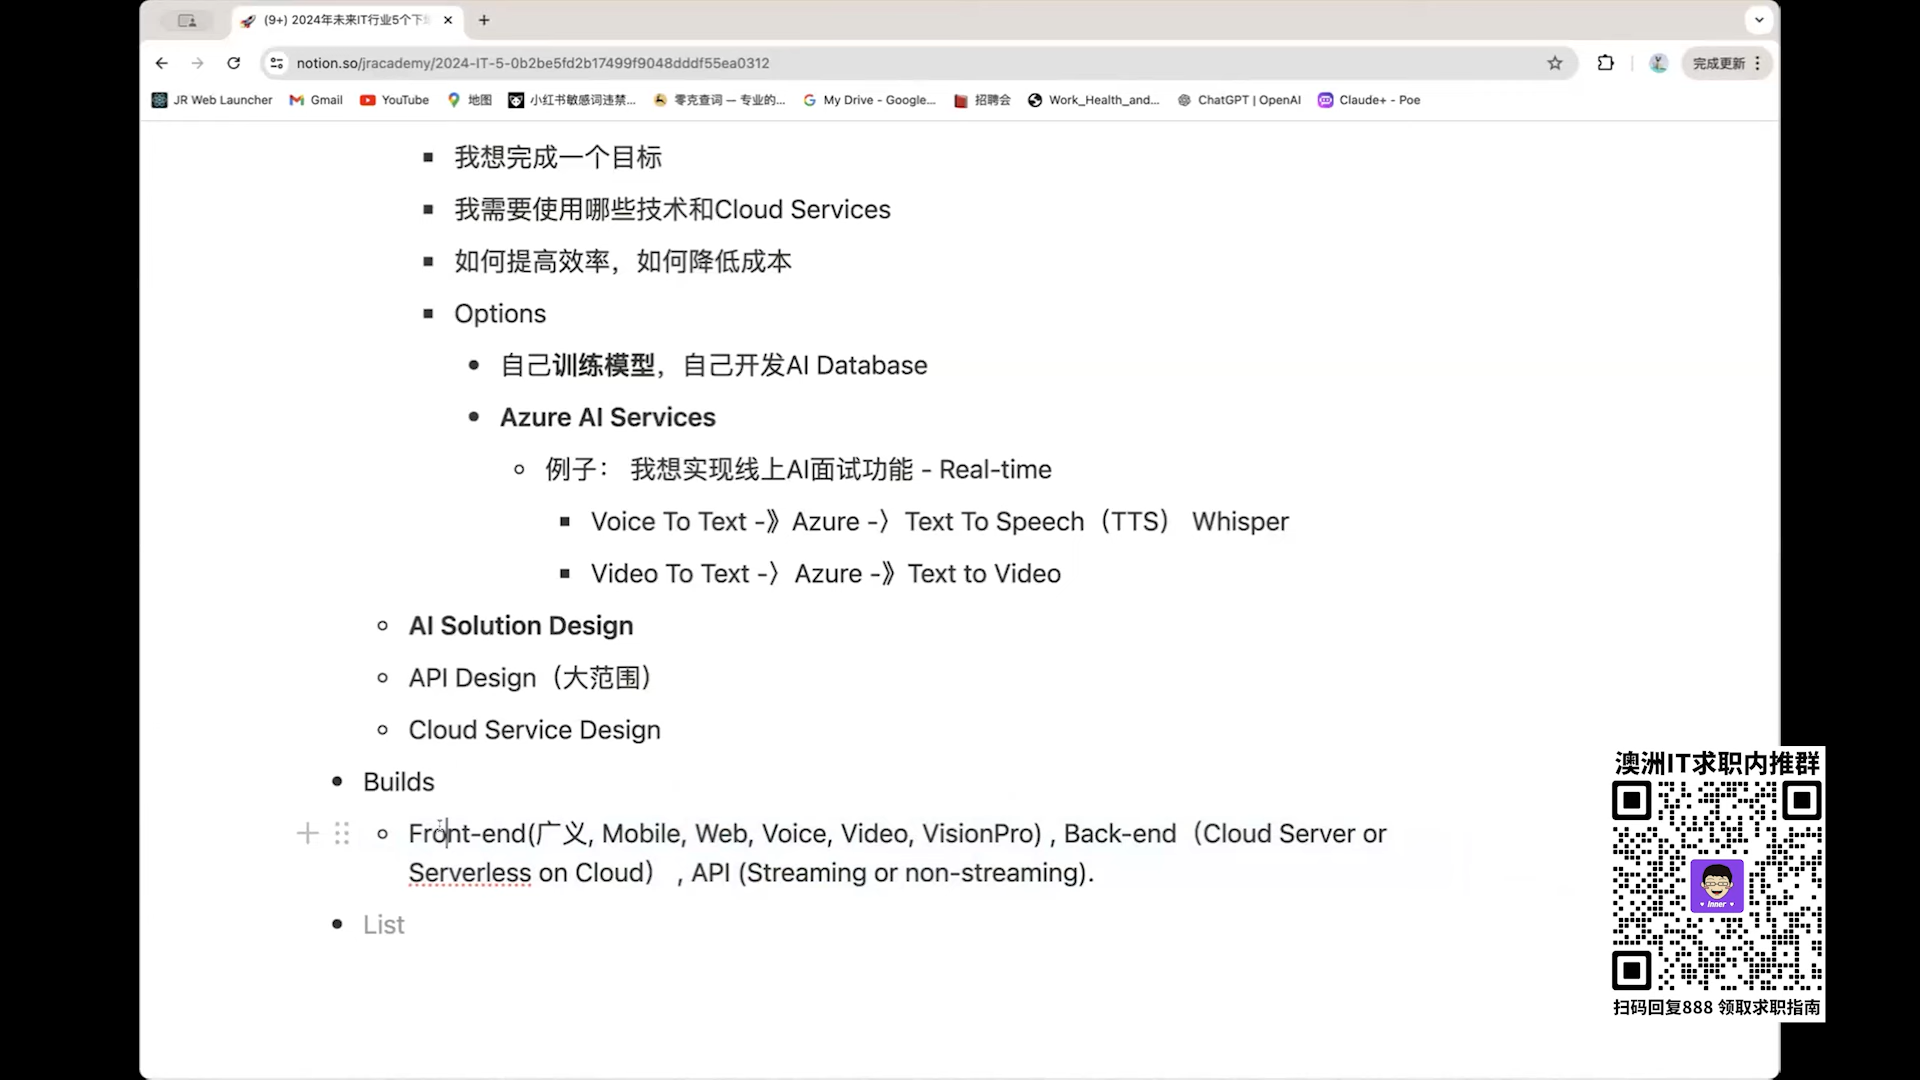 (9+) 2024年未来IT行业5个下
notion.so/jracademy/2024-IT-5-0b2be5fd2b17499f9048dddf55ea0312
完成更新
JR Web Launcher
Gmail
YouTube
地图
小红书敏感词违禁...
零克查词 — 专业的...
My Drive - Google...
招聘会
Work_Health_and...
ChatGPT | OpenAI
Claude+ - Poe
我想完成一个目标
我需要使用哪些技术和Cloud Services
如何提高效率，如何降低成本
Options
自己训练模型，自己开发AI Database
Azure AI Services
例子： 我想实现线上AI面试功能 - Real-time
Voice To Text -》Azure -〉Text To Speech（TTS） Whisper
Video To Text -〉Azure -》Text to Video
AI Solution Design
API Design（大范围）
Cloud Service Design
Builds
Front-end(广义, Mobile, Web, Voice, Video, VisionPro) , Back-end（Cloud Server or
Serverless on Cloud） , API (Streaming or non-streaming).
List
澳洲IT求职内推群
Inner
扫码回复888 领取求职指南